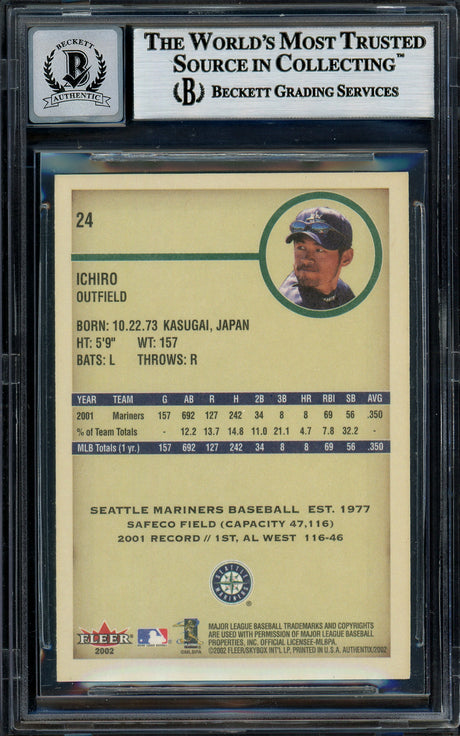 BECKETT
B
AUTHENTIC
THE WORLD'S MOST TRUSTED
SOURCE IN COLLECTING™
B BECKETT GRADING SERVICES
24
ICHIRO
OUTFIELD
BORN: 10.22.73 KASUGAI, JAPAN
HT: 5'9" WT: 157
BATS: L THROWS: R
YEAR TEAM G AB R H 2B 3B HR RBI SB AVG
2001 Mariners 157 692 127 242 34 8 8 69 56 .350
% of Team Totals - 12.2 13.7 14.8 11.0 21.1 4.7 7.8 32.2 -
MLB Totals (1 yr.) 157 692 127 242 34 8 8 69 56 .350
SEATTLE MARINERS BASEBALL EST. 1977
SAFECO FIELD (CAPACITY 47,116)
2001 RECORD // 1ST, AL WEST 116-46
SEATTLE
MARINERS
®
FLEER
2002
©MLBPA
MAJOR LEAGUE BASEBALL TRADEMARKS AND COPYRIGHTS
ARE USED WITH PERMISSION OF MAJOR LEAGUE BASEBALL
PROPERTIES, INC. OFFICIAL LICENSEE-MLBPA.
©2002 FLEER/SKYBOX INT'L LP. PRINTED IN U.S.A. AUTHENTIX/2002